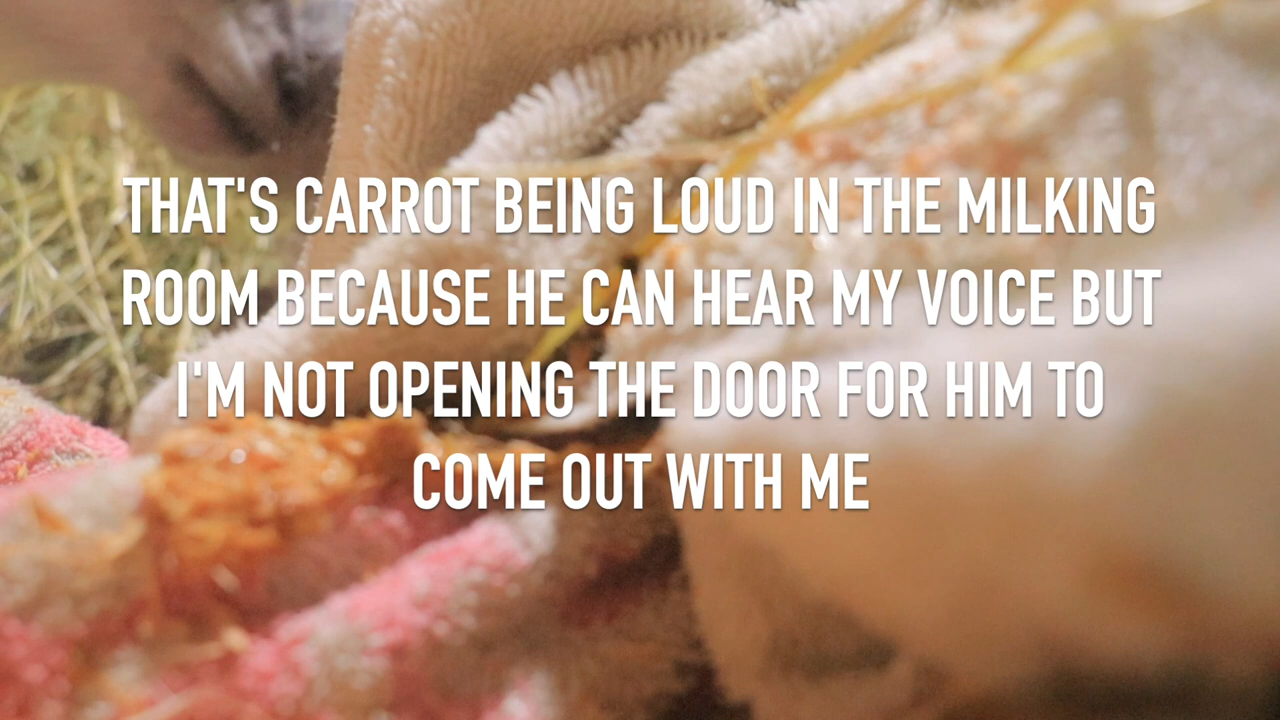 THAT'S CARROT BEING LOUD IN THE MILKING
ROOM BECAUSE HE CAN HEAR MY VOICE BUT
I'M NOT OPENING THE DOOR FOR HIM TO
COME OUT WITH ME